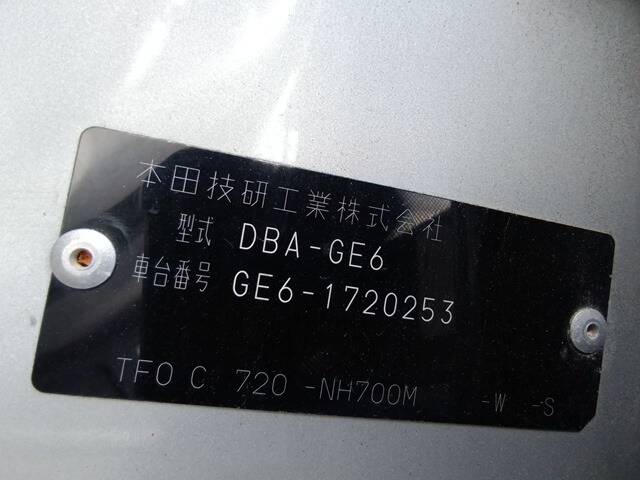 本田技研工業株式会社
型式 DBA-GE6
車台番号 GE6-1720253
TF0 C 720 -NH700M -W -S